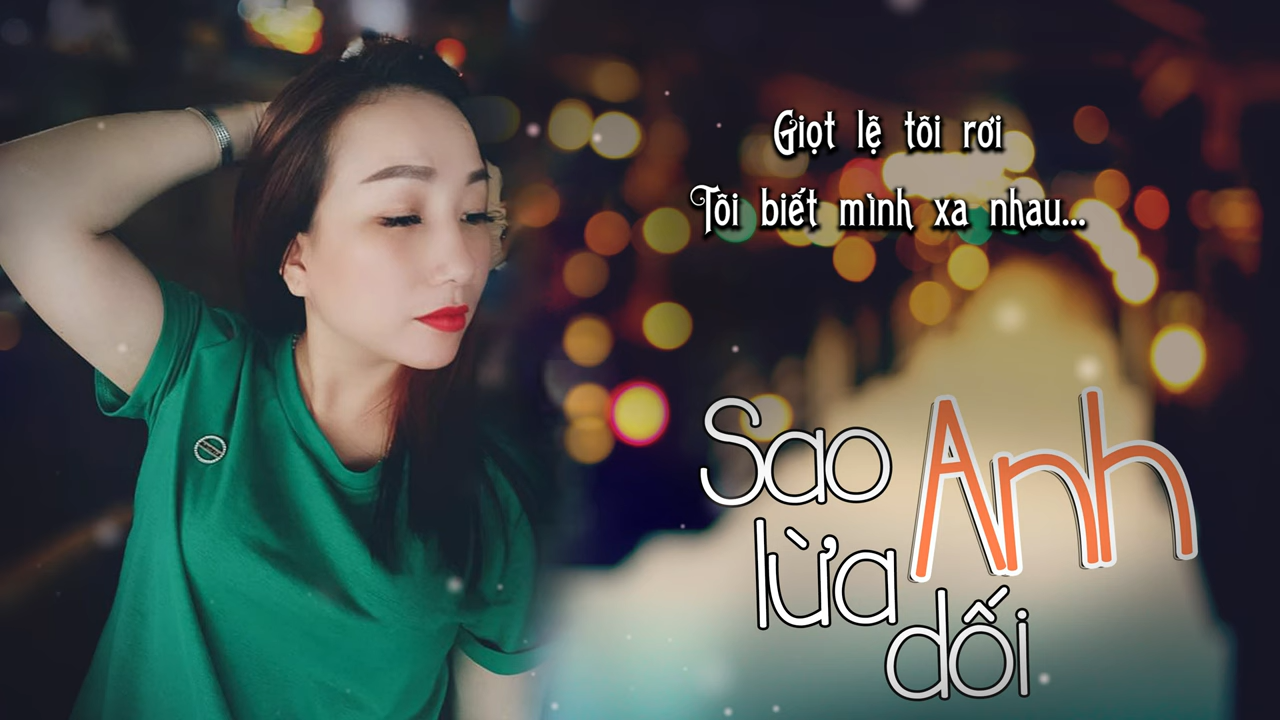 Giọt lệ tôi rơi
Tôi biết mình xa nhau...
Sao Anh
lừa
dối